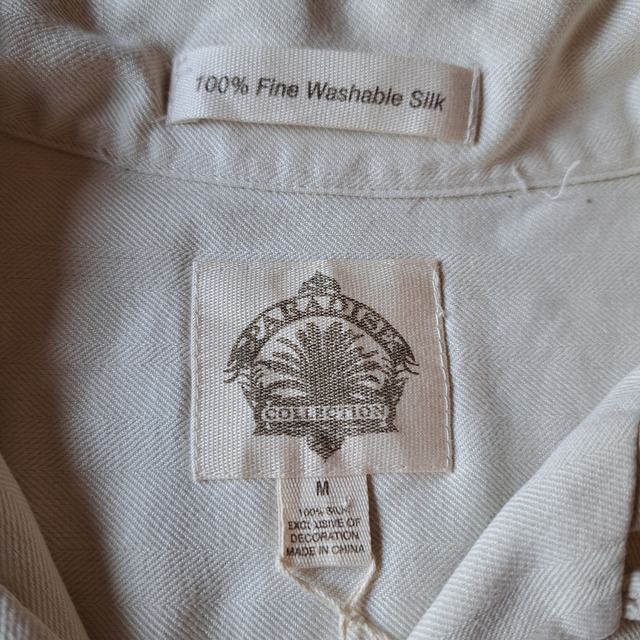 100% Fine Washable Silk
PARADISE
COLLECTION
M
100% SILK
EXCLUSIVE OF
DECORATION
MADE IN CHINA